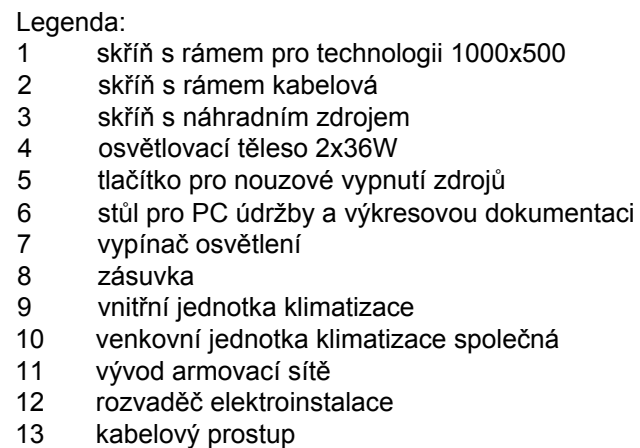 Legenda:
1 skříň s rámem pro technologii 1000x500
2 skříň s rámem kabelová
3 skříň s náhradním zdrojem
4 osvětlovací těleso 2x36W
5 tlačítko pro nouzové vypnutí zdrojů
6 stůl pro PC údržby a výkresovou dokumentaci
7 vypínač osvětlení
8 zásuvka
9 vnitřní jednotka klimatizace
10 venkovní jednotka klimatizace společná
11 vývod armovací sítě
12 rozvaděč elektroinstalace
13 kabelový prostup